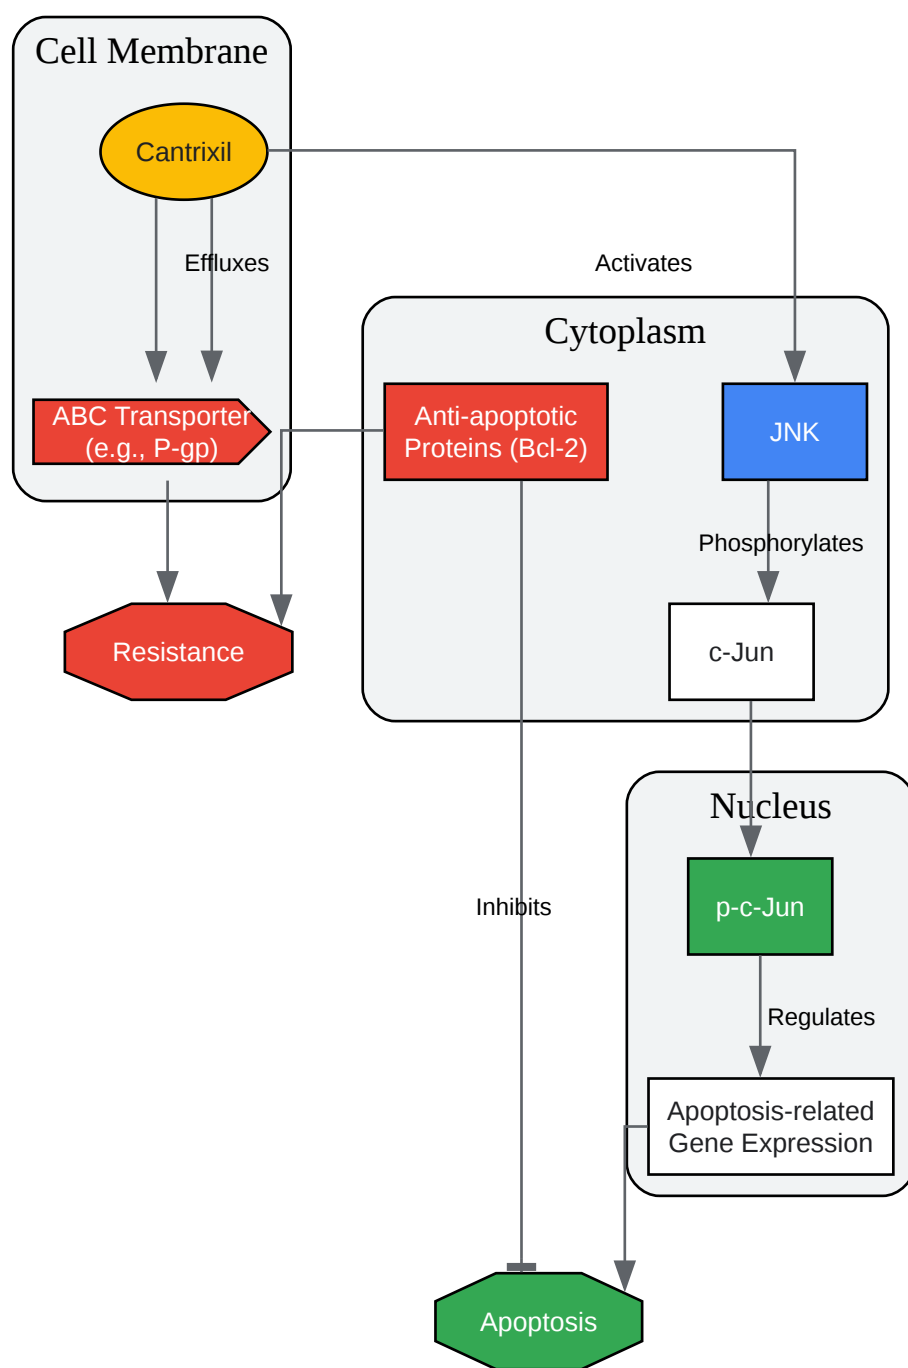 Cell Membrane
Cantrixil
Effluxes
Activates
Cytoplasm
ABC Transporter
(e.g., P-gp)
Anti-apoptotic
Proteins (Bcl-2)
JNK
Phosphorylates
Resistance
c-Jun
Nucleus
Inhibits
p-c-Jun
Regulates
Apoptosis-related
Gene Expression
Apoptosis